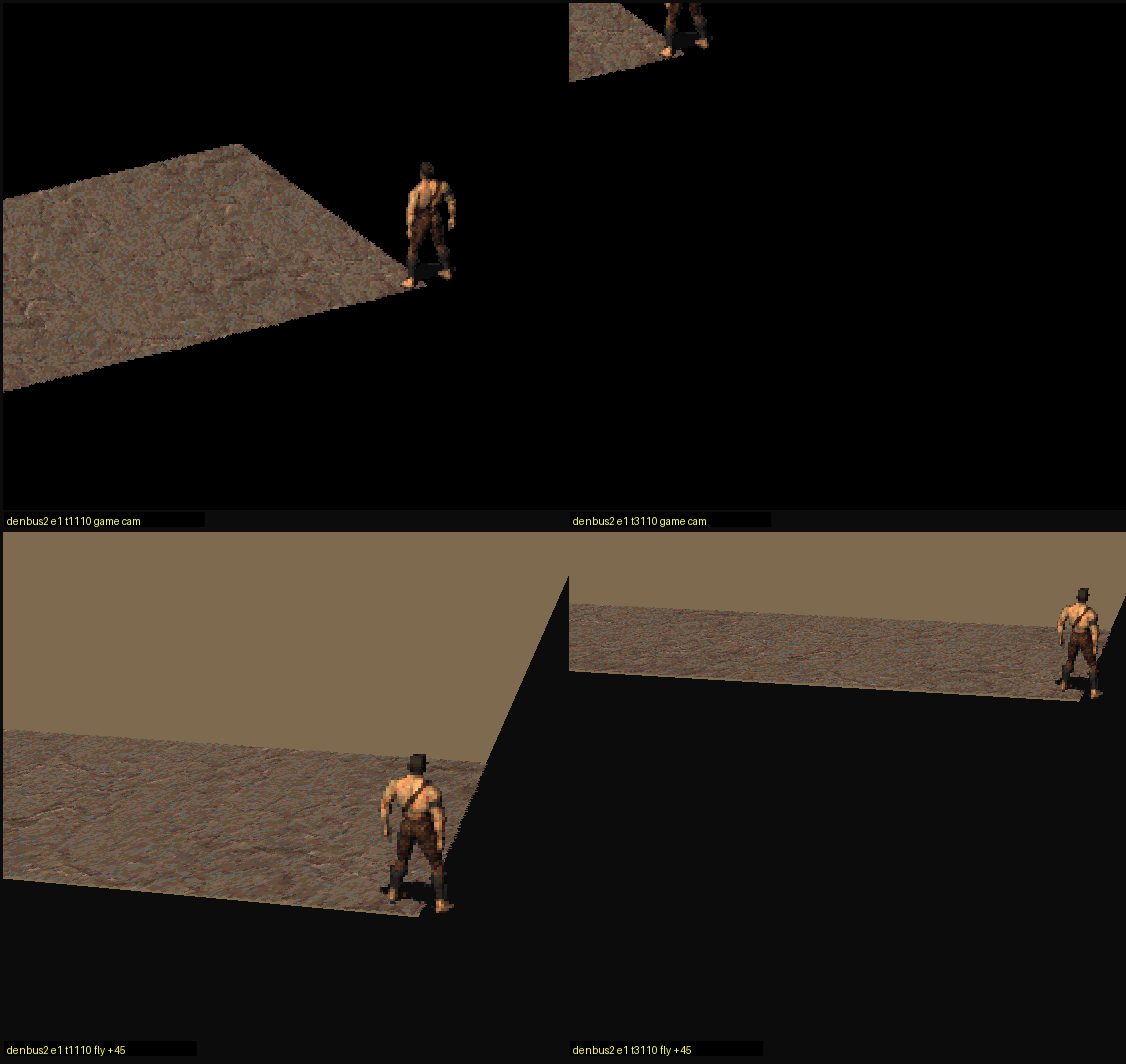 denbus2 e1 t1110 game cam
denbus2 e1 t3110 game cam
denbus2 e1 t1110 fly +45
denbus2 e1 t3110 fly +45